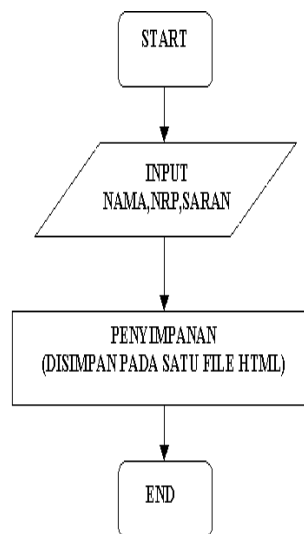 START
INPUT
NAMA,NRP,SARAN
PENYIMPANAN
(DISIMPAN PADA SATU FILE HTML)
END